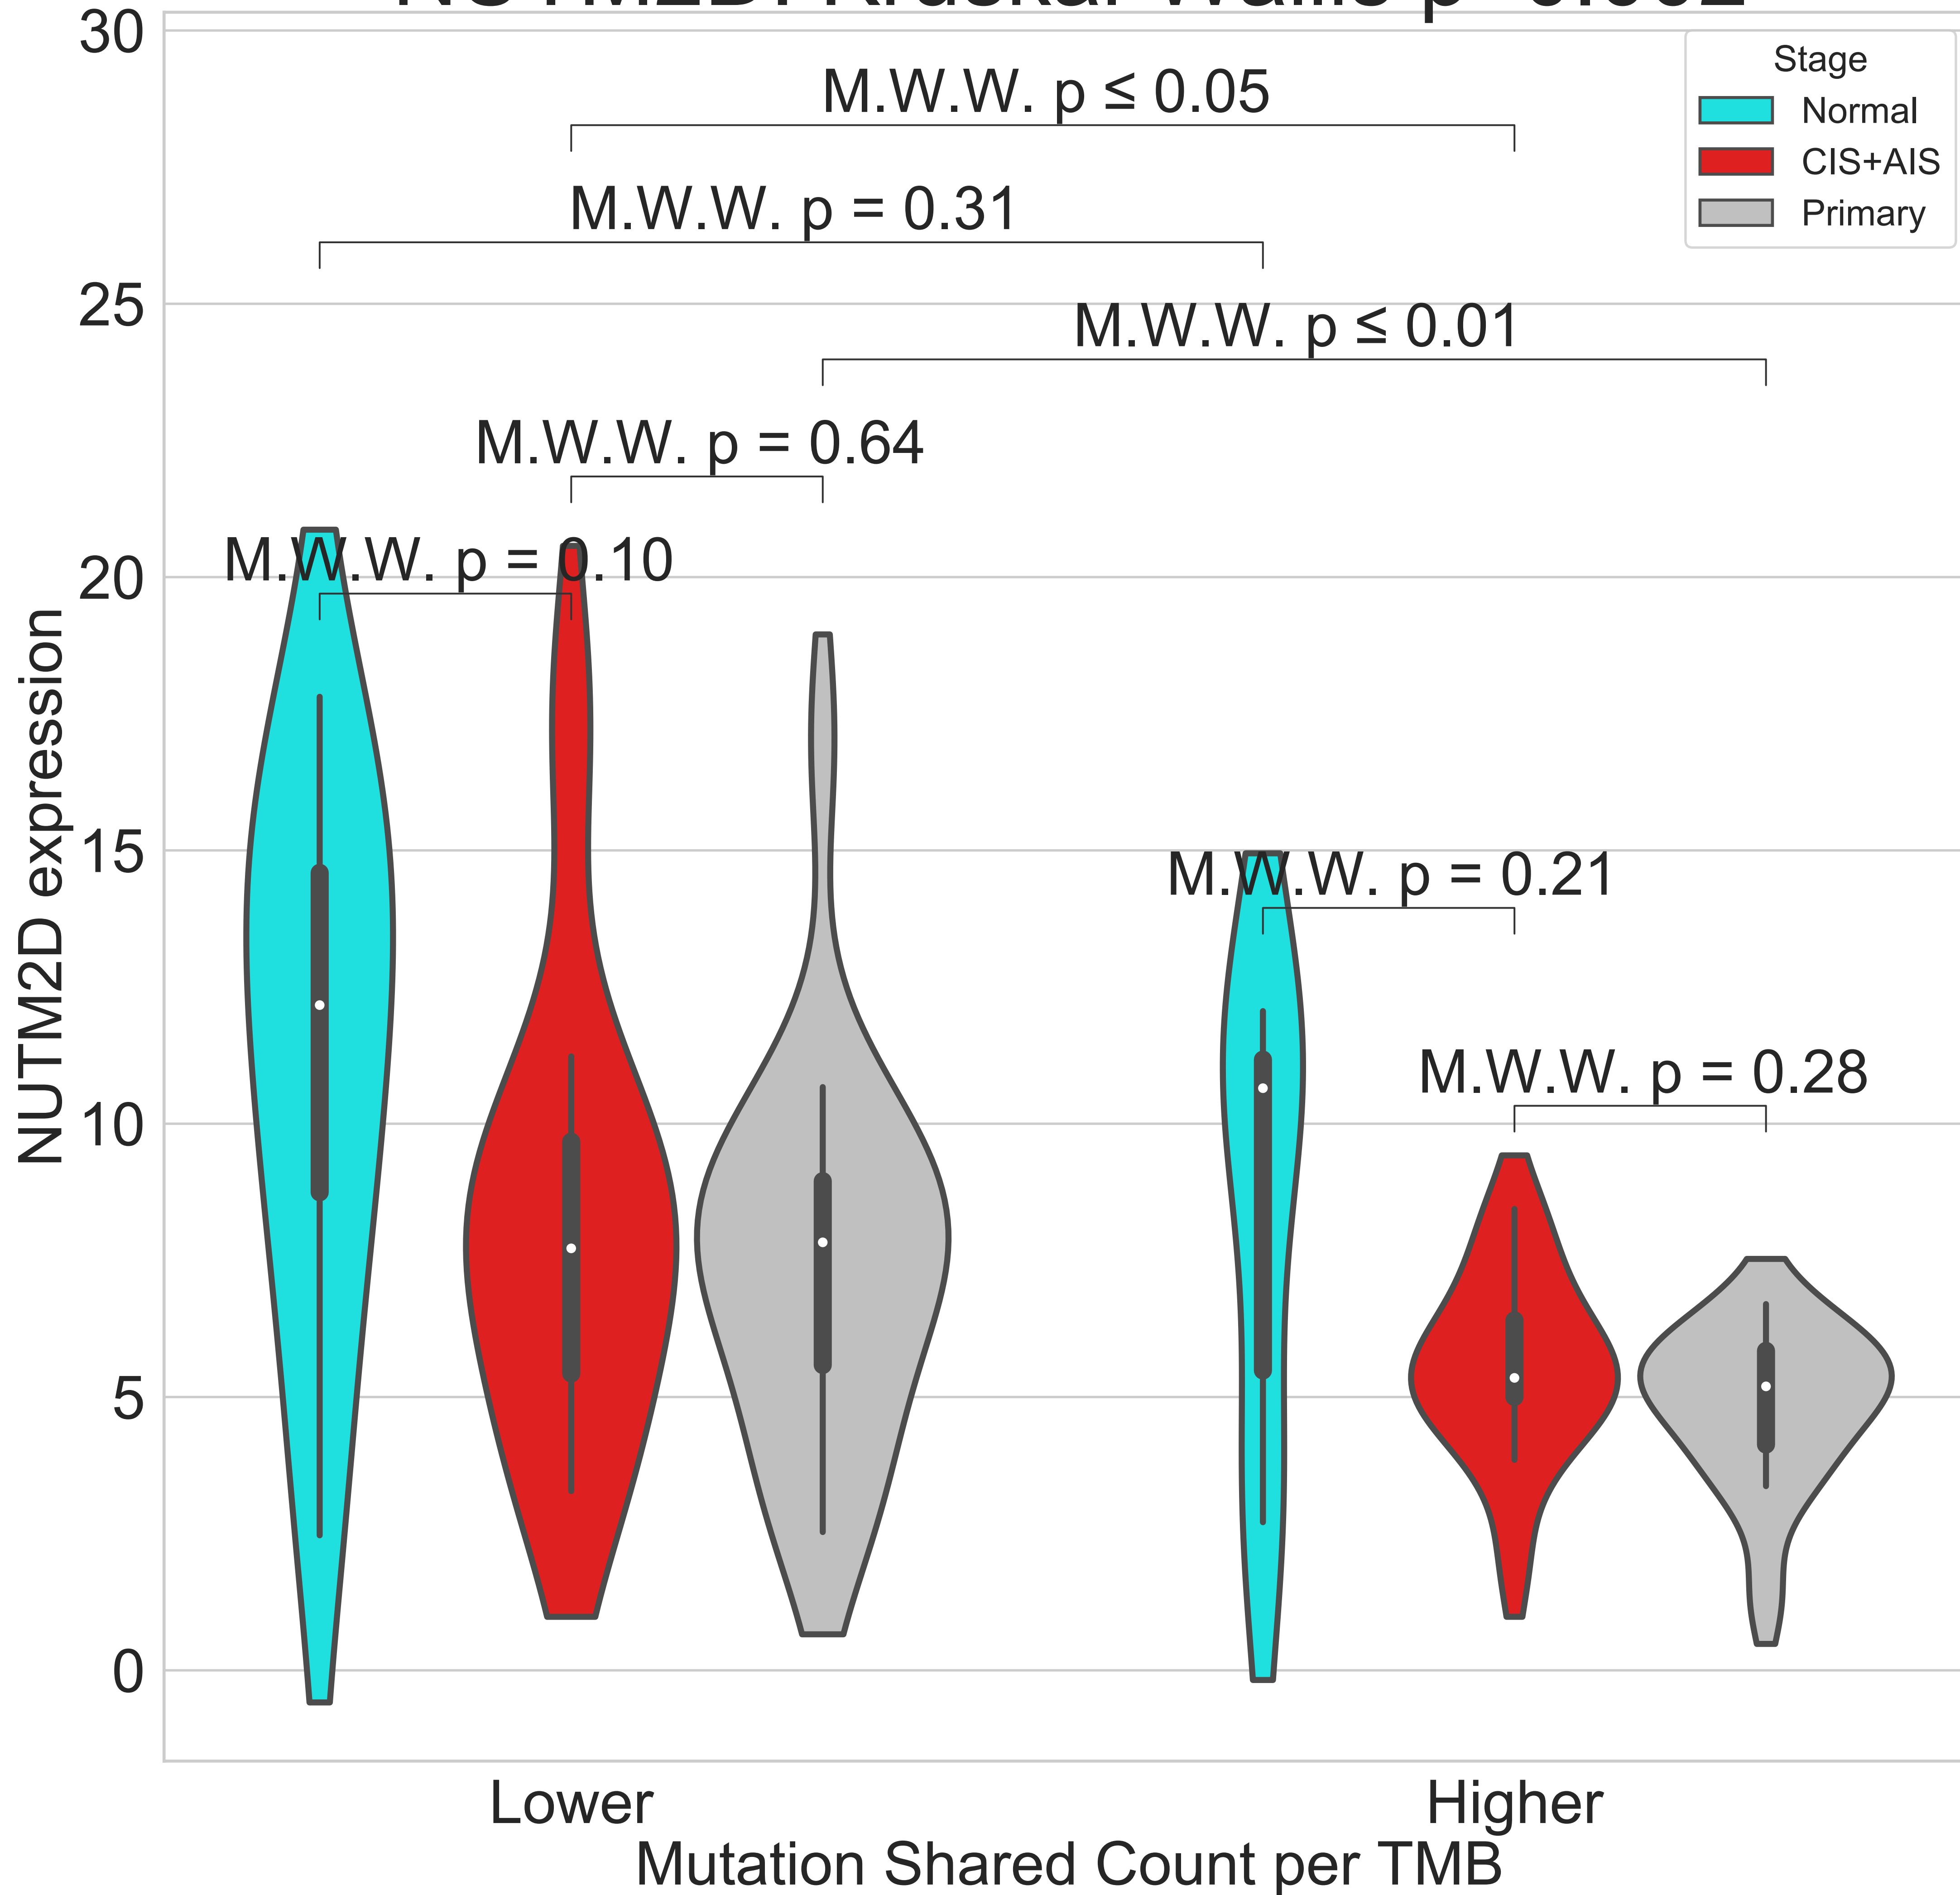 30
M.W.W. p ≤ 0.05
Stage
Normal
CIS+AIS
Primary
M.W.W. p = 0.31
25
M.W.W. p ≤ 0.01
M.W.W. p = 0.64
M.W.W. p = 0.10
20
NUTM2D expression
15
M.W.W. p = 0.21
M.W.W. p = 0.28
10
5
0
Lower
Higher
Mutation Shared Count per TMB